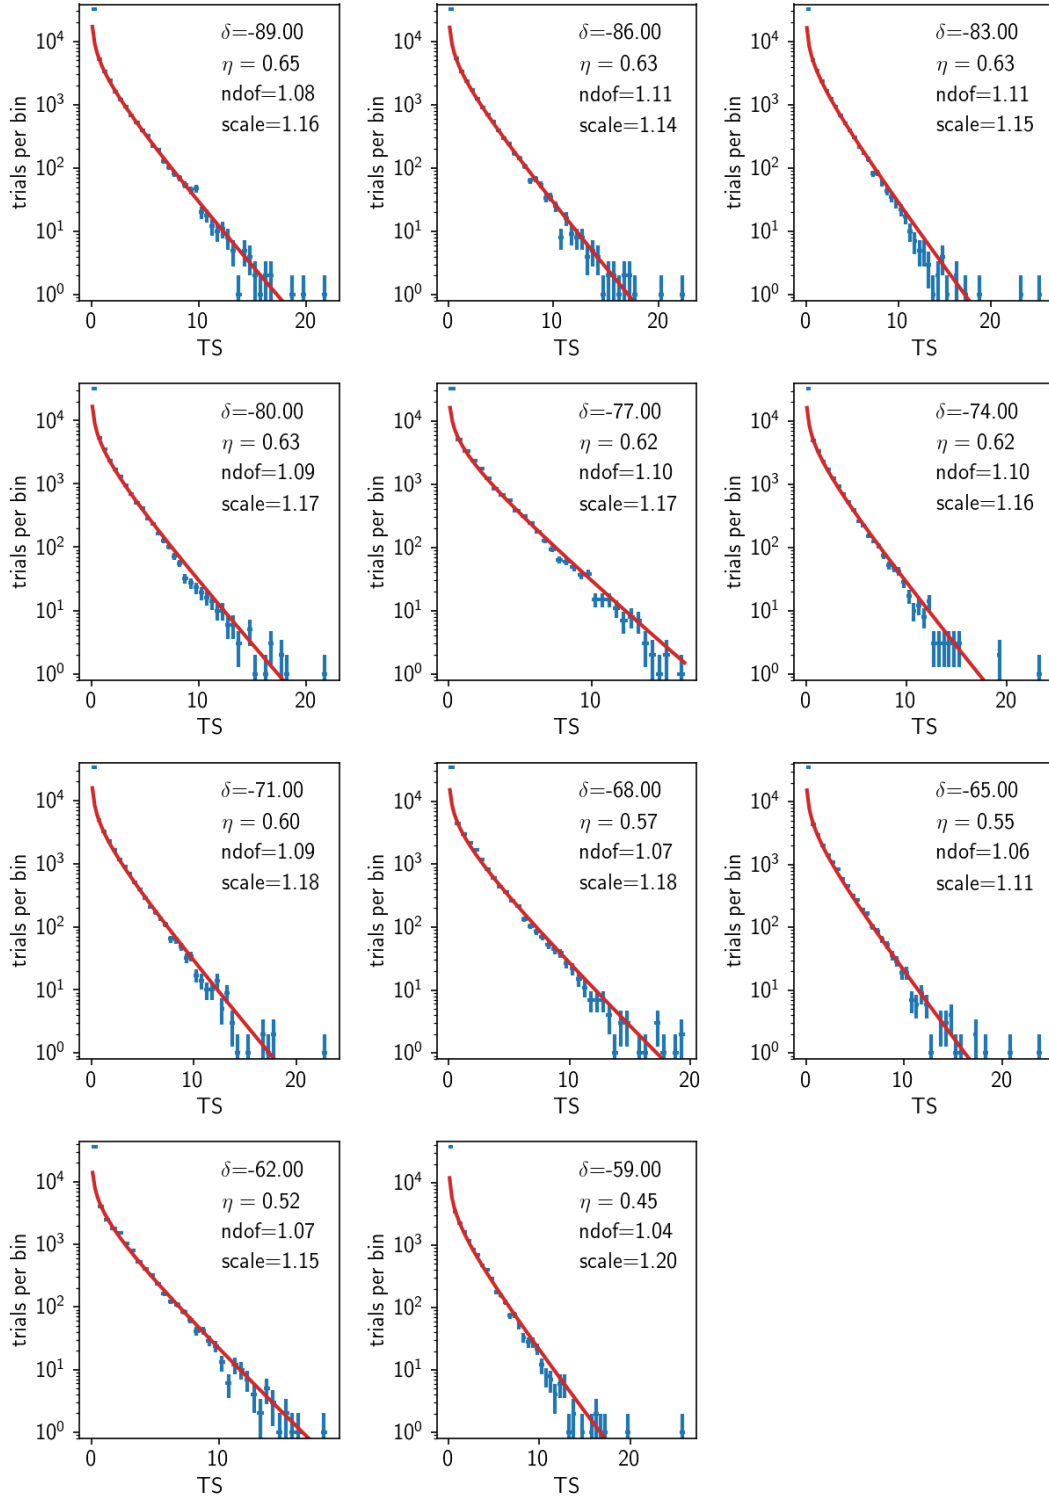 trials per bin
10^4
10^3
10^2
10^1
10^0
0
10
20
TS
δ=-89.00
η = 0.65
ndof=1.08
scale=1.16
trials per bin
10^4
10^3
10^2
10^1
10^0
0
10
20
TS
δ=-86.00
η = 0.63
ndof=1.11
scale=1.14
trials per bin
10^4
10^3
10^2
10^1
10^0
0
10
20
TS
δ=-83.00
η = 0.63
ndof=1.11
scale=1.15
trials per bin
10^4
10^3
10^2
10^1
10^0
0
10
20
TS
δ=-80.00
η = 0.63
ndof=1.09
scale=1.17
trials per bin
10^4
10^3
10^2
10^1
10^0
0
10
TS
δ=-77.00
η = 0.62
ndof=1.10
scale=1.17
trials per bin
10^4
10^3
10^2
10^1
10^0
0
10
20
TS
δ=-74.00
η = 0.62
ndof=1.10
scale=1.16
trials per bin
10^4
10^3
10^2
10^1
10^0
0
10
20
TS
δ=-71.00
η = 0.60
ndof=1.09
scale=1.18
trials per bin
10^4
10^3
10^2
10^1
10^0
0
10
20
TS
δ=-68.00
η = 0.57
ndof=1.07
scale=1.18
trials per bin
10^4
10^3
10^2
10^1
10^0
0
10
20
TS
δ=-65.00
η = 0.55
ndof=1.06
scale=1.11
trials per bin
10^4
10^3
10^2
10^1
10^0
0
10
TS
δ=-62.00
η = 0.52
ndof=1.07
scale=1.15
trials per bin
10^4
10^3
10^2
10^1
10^0
0
10
20
TS
δ=-59.00
η = 0.45
ndof=1.04
scale=1.20